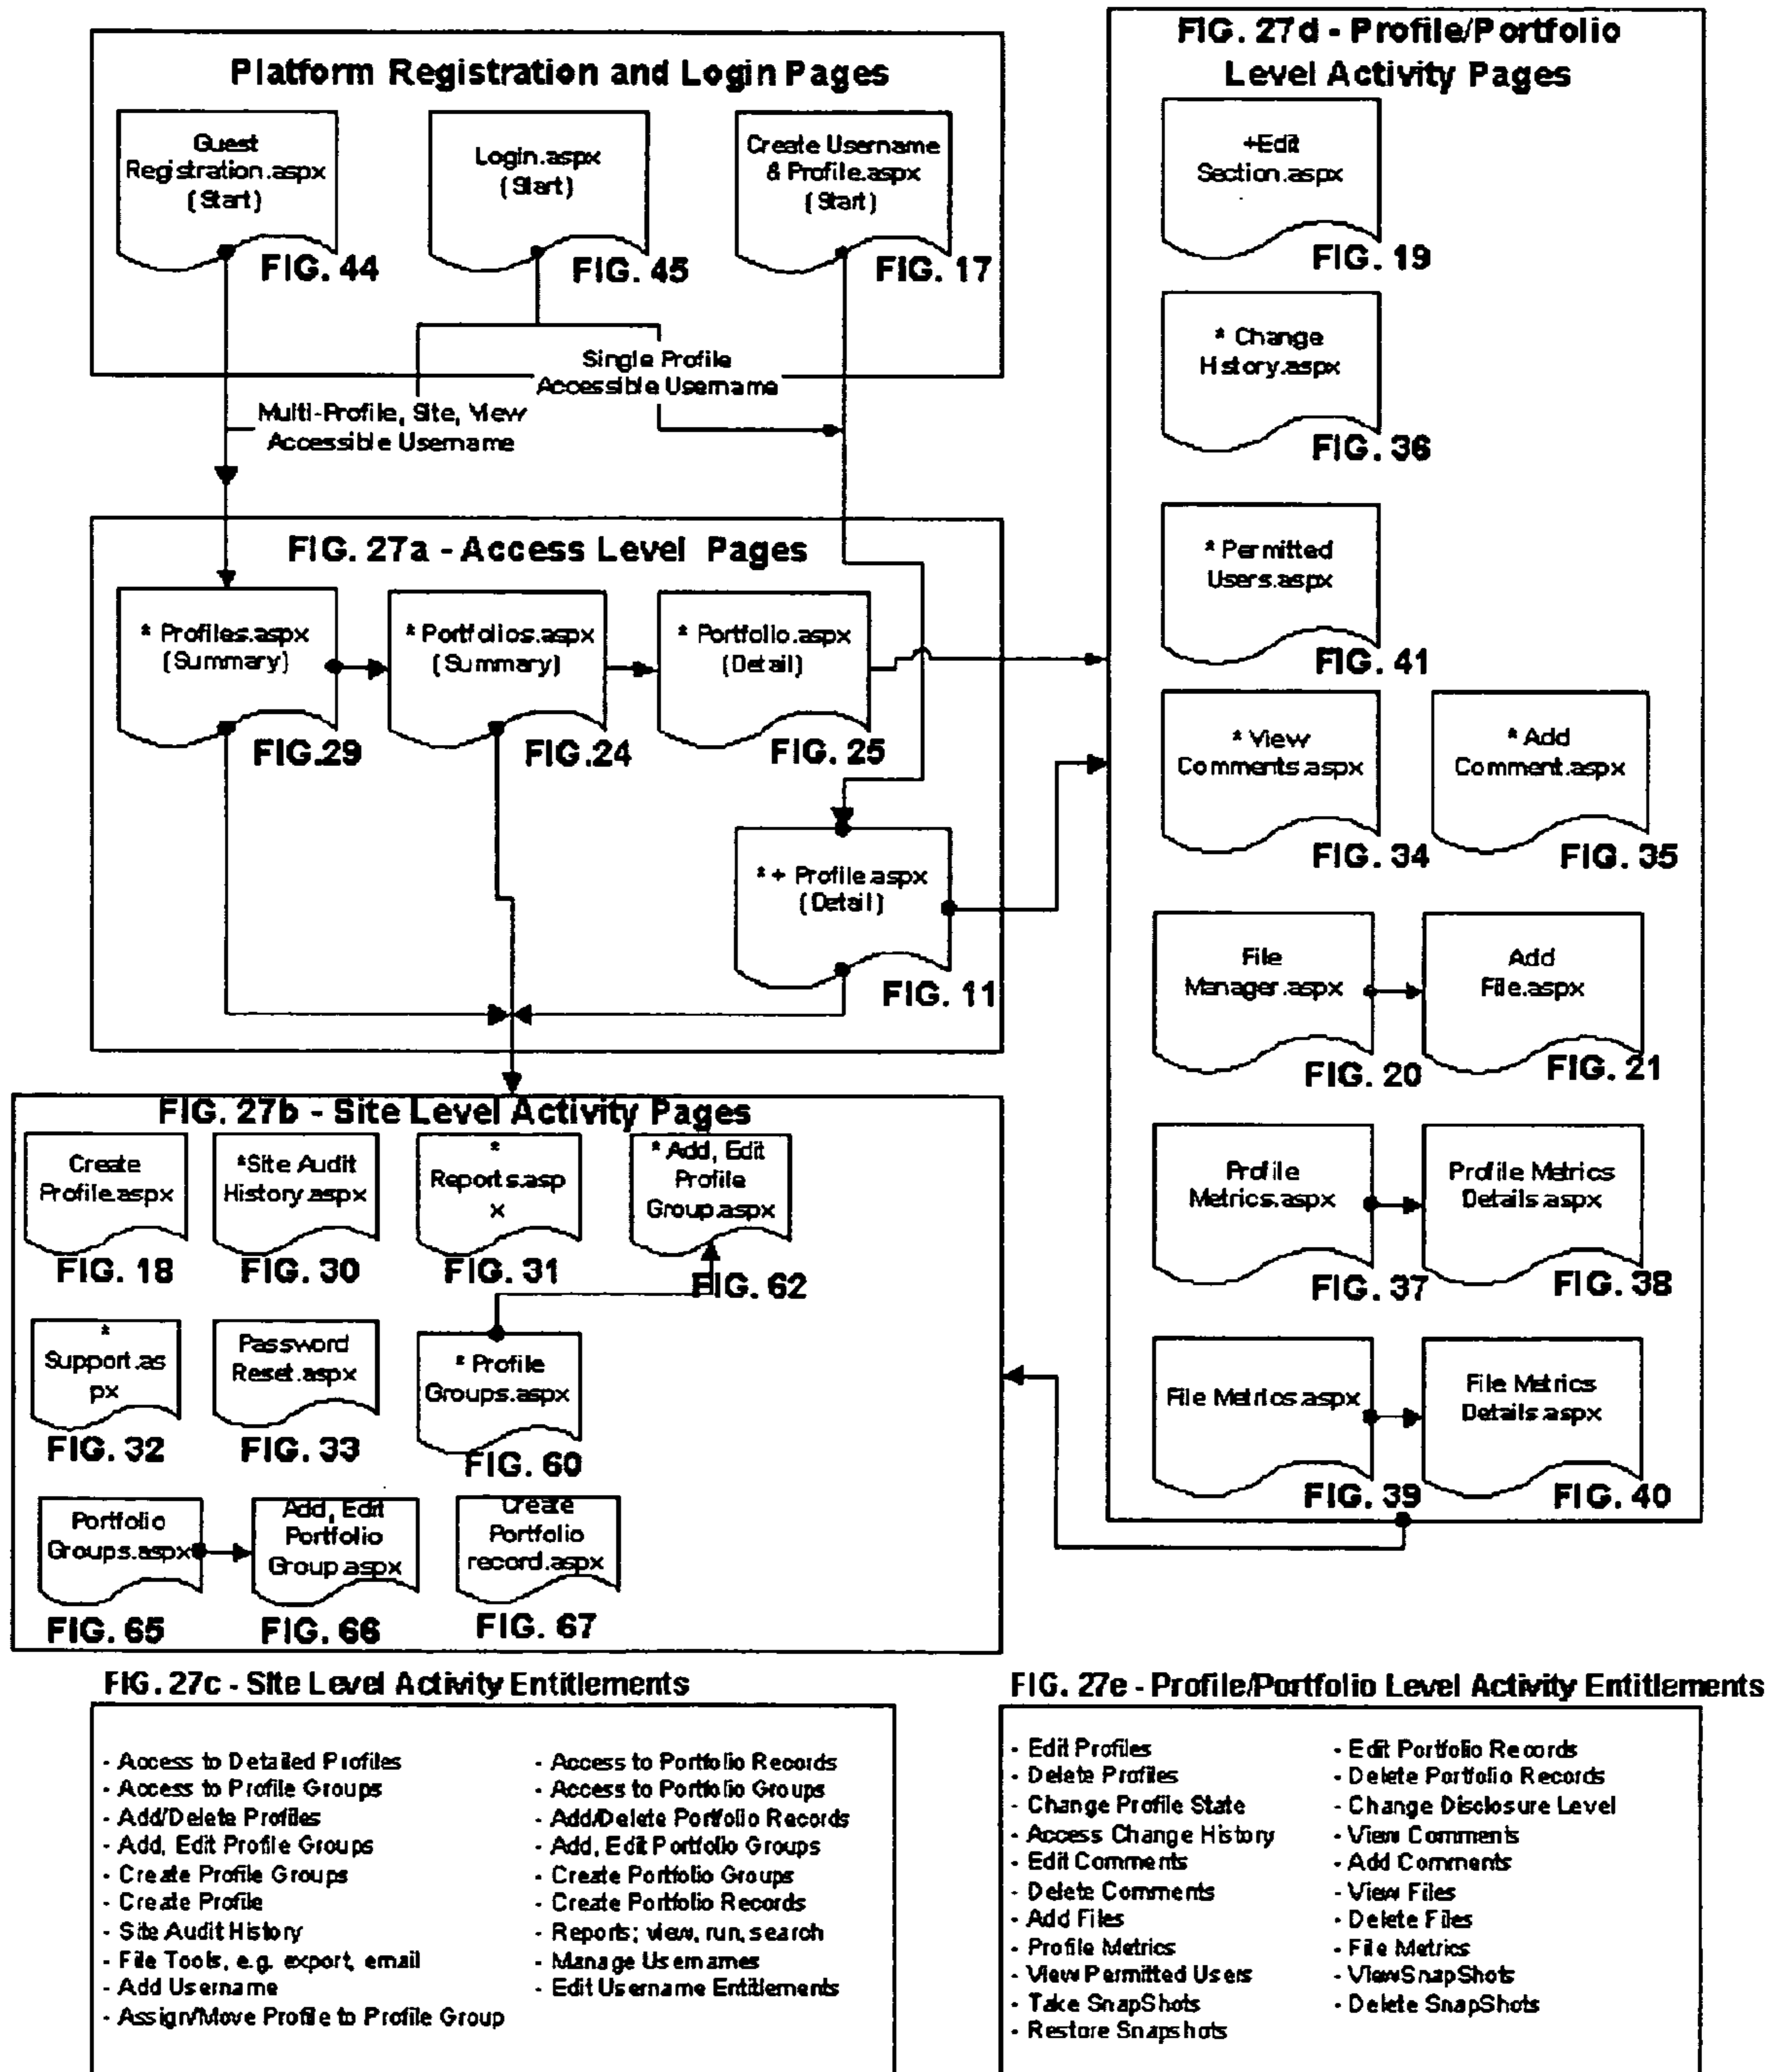 Platform Registration and Login Pages
Guest
Registration.aspx
(Start)
FIG. 44
Login.aspx
(Start)
FIG. 45
Create Username
& Profile.aspx
(Start)
FIG. 17
Single Profile
Accessible Username
Multi-Profile, Site, View
Accessible Username
FIG. 27a - Access Level Pages
* Profiles.aspx
(Summary)
FIG.29
* Portfolios.aspx
(Summary)
FIG.24
* Portfolio.aspx
(Detail)
FIG. 25
* + Profile.aspx
(Detail)
FIG. 11
FIG. 27b - Site Level Activity Pages
Create
Profile.aspx
FIG. 18
*Site Audit
History.aspx
FIG. 30
*
Reports.asp
x
FIG. 31
* Add, Edit
Profile
Group.aspx
FIG. 62
*
Support.as
px
FIG. 32
Password
Reset.aspx
FIG. 33
* Profile
Groups.aspx
FIG. 60
Portfolio
Groups.aspx
FIG. 65
Add, Edit
Portfolio
Group.aspx
FIG. 66
Create
Portfolio
record.aspx
FIG. 67
FIG. 27d - Profile/Portfolio
Level Activity Pages
+Edit
Section.aspx
FIG. 19
* Change
History.aspx
FIG. 36
* Permitted
Users.aspx
FIG. 41
* View
Comments.aspx
FIG. 34
* Add
Comment.aspx
FIG. 35
File
Manager.aspx
FIG. 20
Add
File.aspx
FIG. 21
Profile
Metrics.aspx
FIG. 37
Profile Metrics
Details.aspx
FIG. 38
File Metrics.aspx
FIG. 39
File Metrics
Details.aspx
FIG. 40
FIG. 27c - Site Level Activity Entitlements
- Access to Detailed Profiles
- Access to Profile Groups
- Add/Delete Profiles
- Add, Edit Profile Groups
- Create Profile Groups
- Create Profile
- Site Audit History
- File Tools, e.g. export, email
- Add Username
- Assign/Move Profile to Profile Group
- Access to Portfolio Records
- Access to Portfolio Groups
- Add/Delete Portfolio Records
- Add, Edit Portfolio Groups
- Create Portfolio Groups
- Create Portfolio Records
- Reports; view, run, search
- Manage Usernames
- Edit Username Entitlements
FIG. 27e - Profile/Portfolio Level Activity Entitlements
- Edit Profiles
- Delete Profiles
- Change Profile State
- Access Change History
- Edit Comments
- Delete Comments
- Add Files
- Profile Metrics
- View Permitted Users
- Take SnapShots
- Restore Snapshots
- Edit Portfolio Records
- Delete Portfolio Records
- Change Disclosure Level
- View Comments
- Add Comments
- View Files
- Delete Files
- File Metrics
- ViewSnapShots
- Delete SnapShots